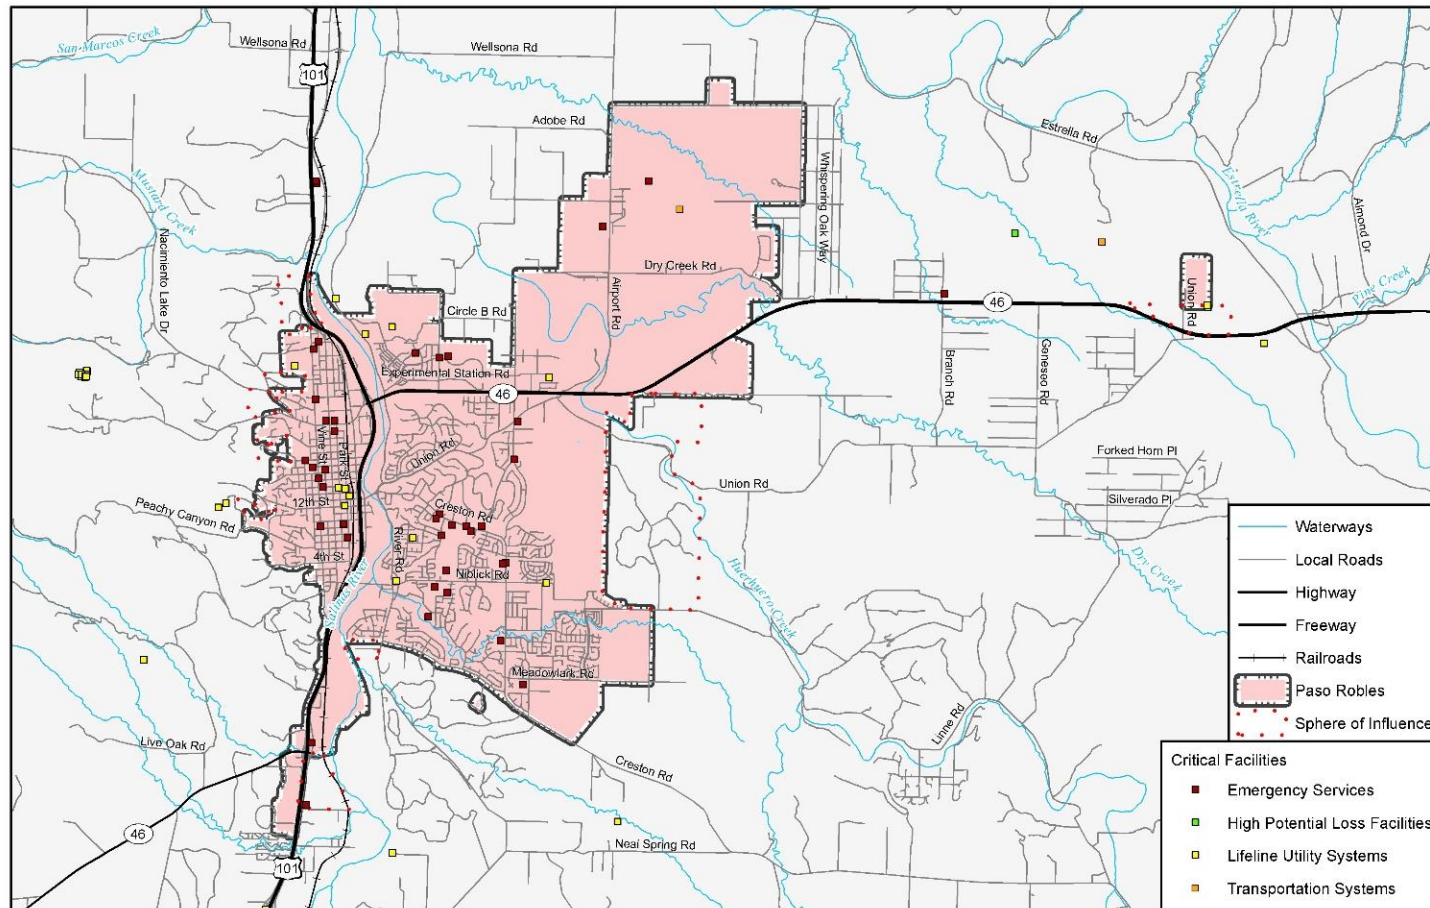 San Marcos Creek
Wellsona Rd
Wellsona Rd
101
Adobe Rd
Estrella Rd
Mustard Creek
Nacimiento Lake Dr
Whispering Oak Way
Estrella River
Almond Dr
Dry Creek Rd
Airport Rd
Union Rd
Pine Creek
Circle B Rd
46
Experimental Station Rd
46
Branch Rd
Geneseo Rd
Vine St
Park St
Union Rd
Forked Horn Pl
Union Rd
Silverado Pl
12th St
Peachy Canyon Rd
Creston Rd
4th St
River Rd
Niblick Rd
Salinas River
Huerhuero Creek
Dry Creek
Meadowlark Rd
Linne Rd
Live Oak Rd
Creston Rd
46
Neal Spring Rd
101
Waterways
Local Roads
Highway
Freeway
Railroads
Paso Robles
Sphere of Influence
Critical Facilities
Emergency Services
High Potential Loss Facilities
Lifeline Utility Systems
Transportation Systems